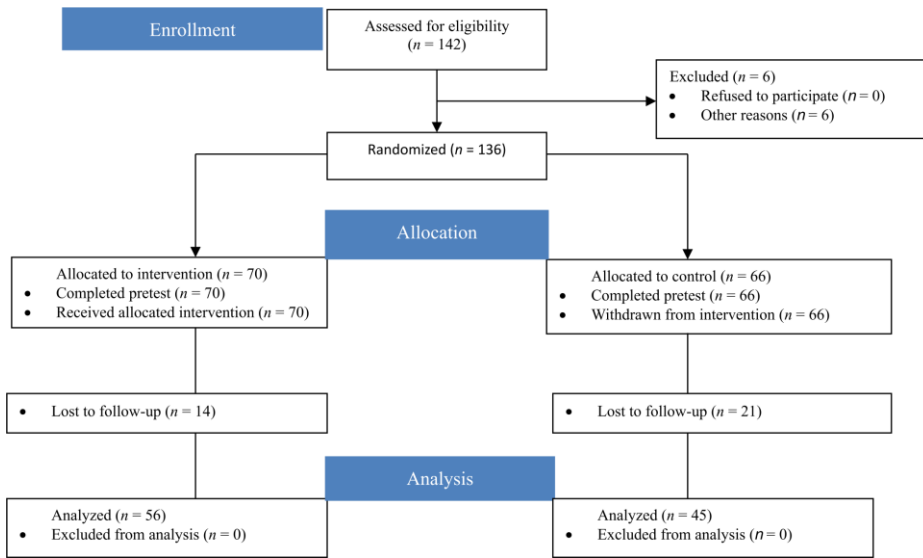 Enrollment
Assessed for eligibility
(n = 142)
Excluded (n = 6)
• Refused to participate (n = 0)
• Other reasons (n = 6)
Randomized (n = 136)
Allocation
Allocated to intervention (n = 70)
• Completed pretest (n = 70)
• Received allocated intervention (n = 70)
Allocated to control (n = 66)
• Completed pretest (n = 66)
• Withdrawn from intervention (n = 66)
• Lost to follow-up (n = 14)
• Lost to follow-up (n = 21)
Analysis
Analyzed (n = 56)
• Excluded from analysis (n = 0)
Analyzed (n = 45)
• Excluded from analysis (n = 0)